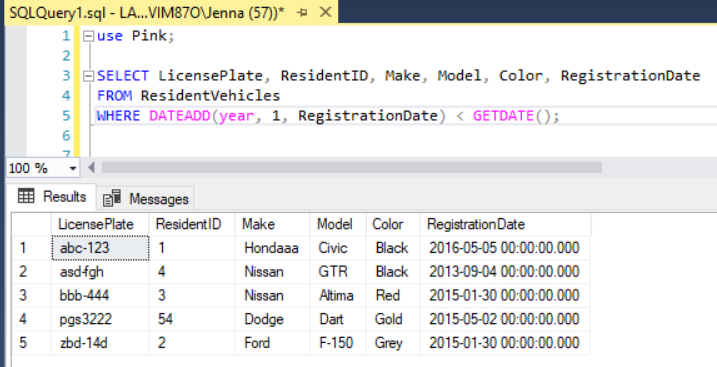 SQLQuery1.sql - LA...VIM87O\Jenna (57))*
1 use Pink;
2
3 SELECT LicensePlate, ResidentID, Make, Model, Color, RegistrationDate
4 FROM ResidentVehicles
5 WHERE DATEADD(year, 1, RegistrationDate) < GETDATE();
6
7
100 %
Results Messages
LicensePlate ResidentID Make Model Color RegistrationDate
1 abc-123 1 Hondaaa Civic Black 2016-05-05 00:00:00.000
2 asd-fgh 4 Nissan GTR Black 2013-09-04 00:00:00.000
3 bbb-444 3 Nissan Altima Red 2015-01-30 00:00:00.000
4 pgs3222 54 Dodge Dart Gold 2015-05-02 00:00:00.000
5 zbd-14d 2 Ford F-150 Grey 2015-01-30 00:00:00.000